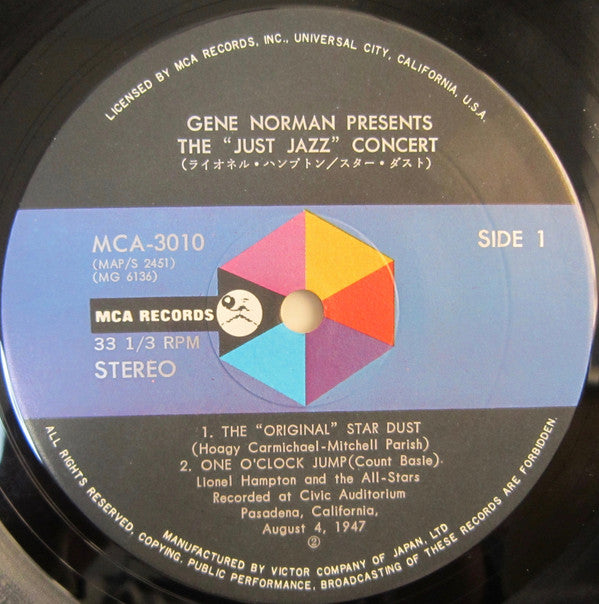 LICENSED BY MCA RECORDS, INC., UNIVERSAL CITY, CALIFORNIA, U.S.A.
GENE NORMAN PRESENTS
THE "JUST JAZZ" CONCERT
(ライオネル・ハンプトン/スター・ダスト)
MCA-3010
SIDE 1
(MAP/S 2451)
(MG 6136)
MCA RECORDS
33 1/3 RPM
STEREO
1. THE "ORIGINAL" STAR DUST
(Hoagy Carmichael-Mitchell Parish)
2. ONE O'CLOCK JUMP(Count Basie).
Lionel Hampton and the All-Stars
Recorded at Civic Auditorium
Pasadena, California,
August 4, 1947
②
MANUFACTURED BY VICTOR COMPANY OF JAPAN, LTD
ALL RIGHTS RESERVED, COPYING, PUBLIC PERFORMANCE, BROADCASTING OF THESE RECORDS ARE FORBIDDEN.